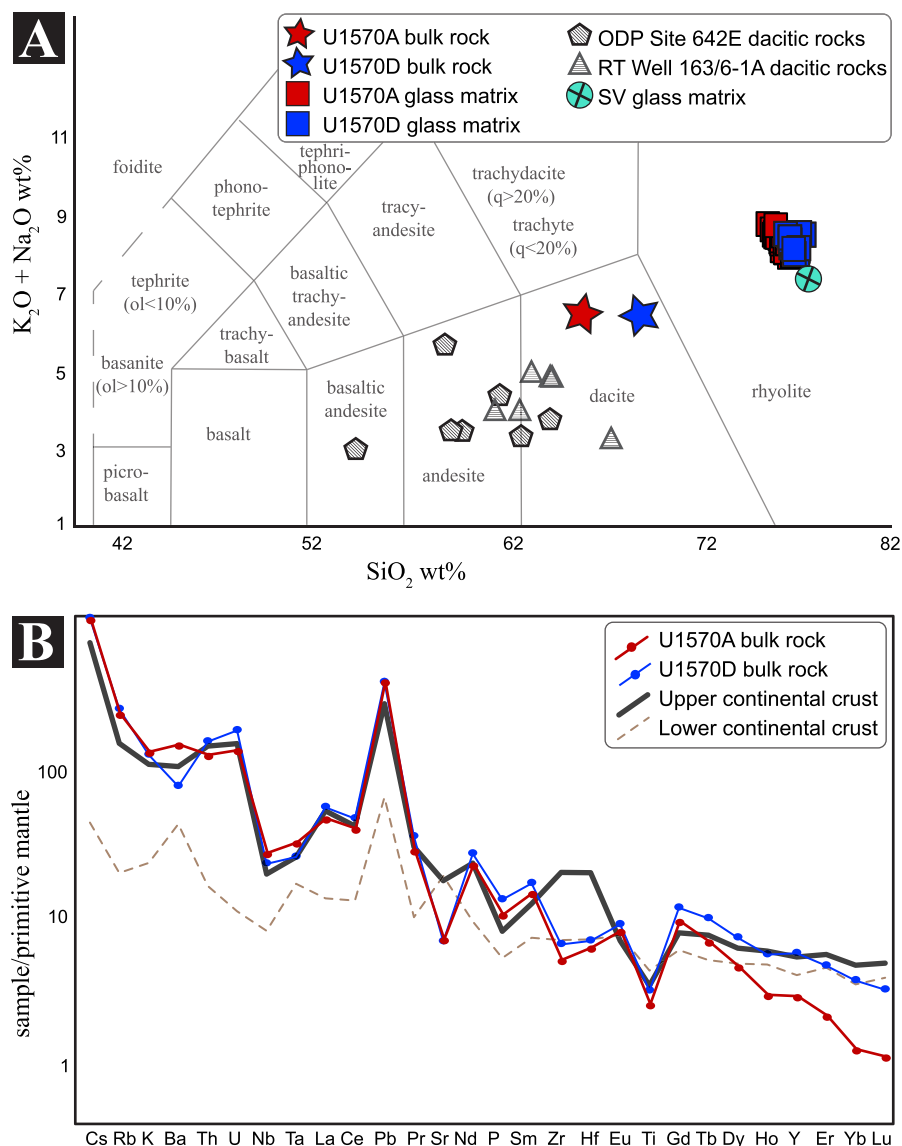 A
U1570A bulk rock
U1570D bulk rock
U1570A glass matrix
U1570D glass matrix
ODP Site 642E dacitic rocks
RT Well 163/6-1A dacitic rocks
SV glass matrix
K₂O + Na₂O wt%
11
9
7
5
3
1
foidite
phono-
tephrite
tephri-
phono-
lite
tracy-
andesite
trachydacite
(q>20%)
trachyte
(q<20%)
tephrite
(ol<10%)
basaltic
trachy-
andesite
trachy-
basalt
basanite
(ol>10%)
basaltic
andesite
dacite
rhyolite
basalt
andesite
picro-
basalt
42
52
62
72
82
SiO₂ wt%
B
U1570A bulk rock
U1570D bulk rock
Upper continental crust
Lower continental crust
sample/primitive mantle
100
10
1
Cs Rb K Ba Th U Nb Ta La Ce Pb Pr Sr Nd P Sm Zr Hf Eu Ti Gd Tb Dy Ho Y Er Yb Lu